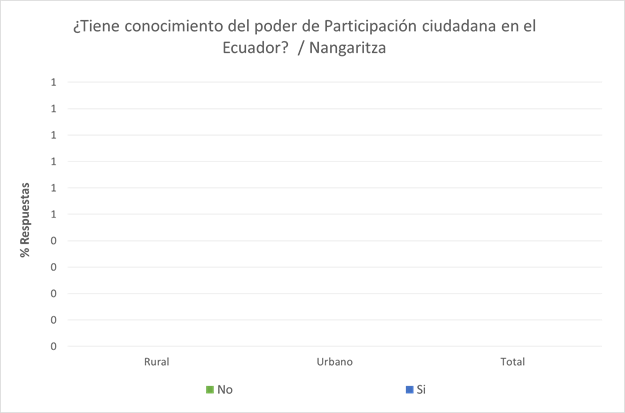 ¿Tiene conocimiento del poder de Participación ciudadana en el
Ecuador?  / Nangaritza
1
1
1
1
1
1
0
0
0
0
0
% Respuestas
Rural
Urbano
Total
No
Si